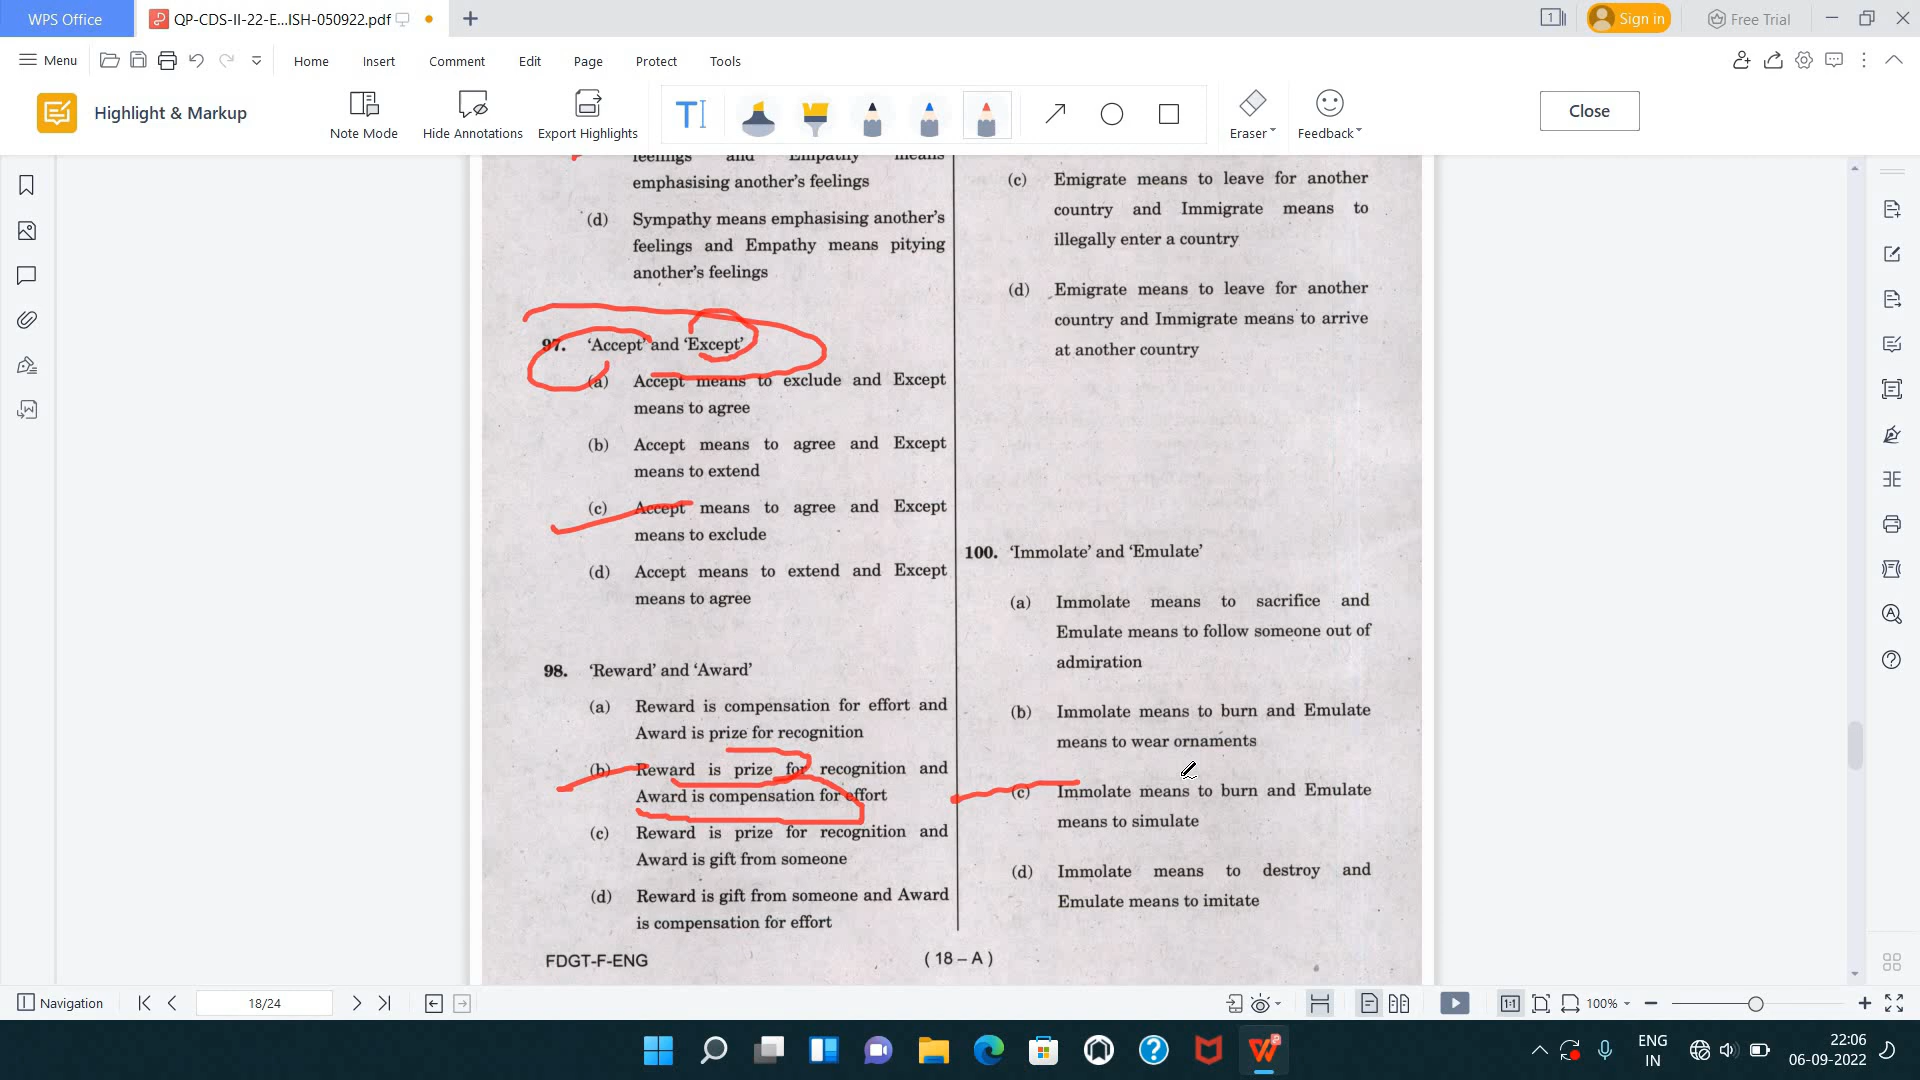 WPS Office
QP-CDS-II-22-E...ISH-050922.pdf
1
Sign in
Free Trial
Menu
Home
Insert
Comment
Edit
Page
Protect
Tools
Highlight & Markup
Note Mode
Hide Annotations
Export Highlights
Eraser
Feedback
Close
feelings and Empathy means
emphasising another's feelings
(d) Sympathy means emphasising another's
feelings and Empathy means pitying
another's feelings
97. 'Accept' and 'Except'
(a) Accept means to exclude and Except
means to agree
(b) Accept means to agree and Except
means to extend
(c) Accept means to agree and Except
means to exclude
(d) Accept means to extend and Except
means to agree
98. 'Reward' and 'Award'
(a) Reward is compensation for effort and
Award is prize for recognition
(b) Reward is prize for recognition and
Award is compensation for effort
(c) Reward is prize for recognition and
Award is gift from someone
(d) Reward is gift from someone and Award
is compensation for effort
(c) Emigrate means to leave for another
country and Immigrate means to
illegally enter a country
(d) Emigrate means to leave for another
country and Immigrate means to arrive
at another country
100. 'Immolate' and 'Emulate'
(a) Immolate means to sacrifice and
Emulate means to follow someone out of
admiration
(b) Immolate means to burn and Emulate
means to wear ornaments
(c) Immolate means to burn and Emulate
means to simulate
(d) Immolate means to destroy and
Emulate means to imitate
FDGT-F-ENG
( 18 – A )
Navigation
18/24
1:1
100%
ENG
IN
22:06
06-09-2022